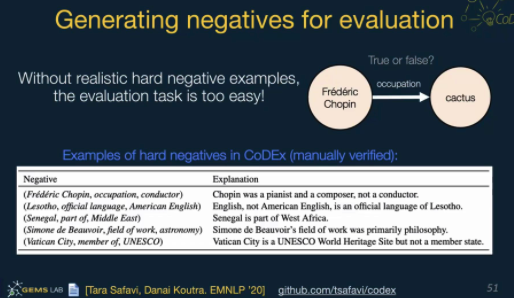 Generating negatives for evaluation
CoD
True or false?
Without realistic hard negative examples,
the evaluation task is too easy!
Frédéric
Chopin
occupation
cactus
Examples of hard negatives in CoDEx (manually verified):
Negative Explanation
(Frédéric Chopin, occupation, conductor) Chopin was a pianist and a composer, not a conductor.
(Lesotho, official language, American English) English, not American English, is an official language of Lesotho.
(Senegal, part of, Middle East) Senegal is part of West Africa.
(Simone de Beauvoir, field of work, astronomy) Simone de Beauvoir's field of work was primarily philosophy.
(Vatican City, member of, UNESCO) Vatican City is a UNESCO World Heritage Site but not a member state.
GEMS LAB [Tara Safavi, Danai Koutra. EMNLP '20] github.com/tsafavi/codex 51